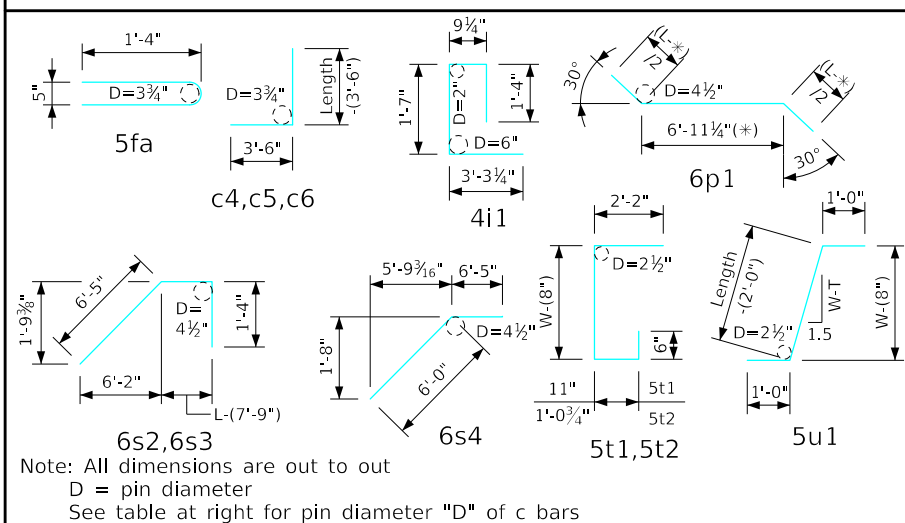 1'-4"
5"
D=3¾"
5fa
D=3¾"
Length
-(3'-6")
3'-6"
c4,c5,c6
9¼"
1'-7"
D=2"
1'-4"
D=6"
3'-3¼"
4i1
30°
(L-✳)
/2
D=4½"
(L-✳)
/2
6'-11¼"(✳)
30°
6p1
1'-9⅜"
6'-5"
D=
4½"
1'-4"
6'-2"
L-(7'-9")
6s2,6s3
5'-9³⁄₁₆"
6'-5"
1'-8"
D=4½"
6'-0"
6s4
2'-2"
W-(8")
D=2½"
6"
11"
5t1
1'-0¾"
5t2
5t1,5t2
1'-0"
Length
-(2'-0")
W-T
1.5
D=2½"
W-(8")
1'-0"
5u1
Note: All dimensions are out to out
D = pin diameter
See table at right for pin diameter "D" of c bars